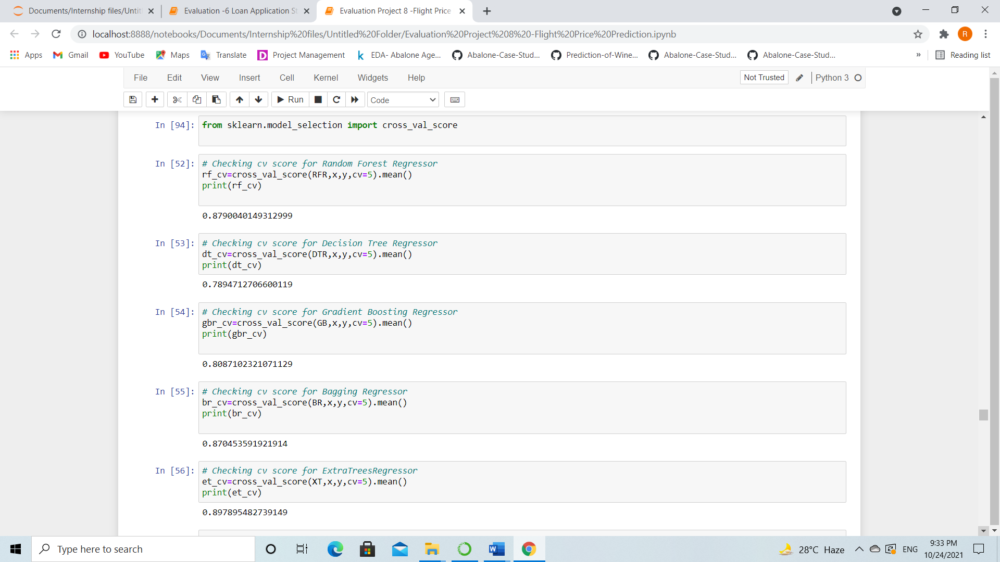 Documents/Internship files/Untit
Evaluation -6 Loan Application St
Evaluation Project 8 -Flight Price
localhost:8888/notebooks/Documents/Internship%20files/Untitled%20Folder/Evaluation%20Project%208%20-Flight%20Price%20Prediction.ipynb
R
Apps
Gmail
YouTube
Maps
Translate
Project Management
EDA- Abalone Age...
Abalone-Case-Stud...
Prediction-of-Wine...
Abalone-Case-Stud...
Abalone-Case-Stud...
»
Reading list
File Edit View Insert Cell Kernel Widgets Help
Not Trusted
Python 3
Run
Code
In [94]: from sklearn.model_selection import cross_val_score
In [52]: # Checking cv score for Random Forest Regressor
rf_cv=cross_val_score(RFR,x,y,cv=5).mean()
print(rf_cv)
0.8790040149312999
In [53]: # Checking cv score for Decision Tree Regressor
dt_cv=cross_val_score(DTR,x,y,cv=5).mean()
print(dt_cv)
0.7894712706600119
In [54]: # Checking cv score for Gradient Boosting Regressor
gbr_cv=cross_val_score(GB,x,y,cv=5).mean()
print(gbr_cv)
0.8087102321071129
In [55]: # Checking cv score for Bagging Regressor
br_cv=cross_val_score(BR,x,y,cv=5).mean()
print(br_cv)
0.870453591921914
In [56]: # Checking cv score for ExtraTreesRegressor
et_cv=cross_val_score(XT,x,y,cv=5).mean()
print(et_cv)
0.897895482739149
Type here to search
28°C Haze
ENG
9:33 PM
10/24/2021